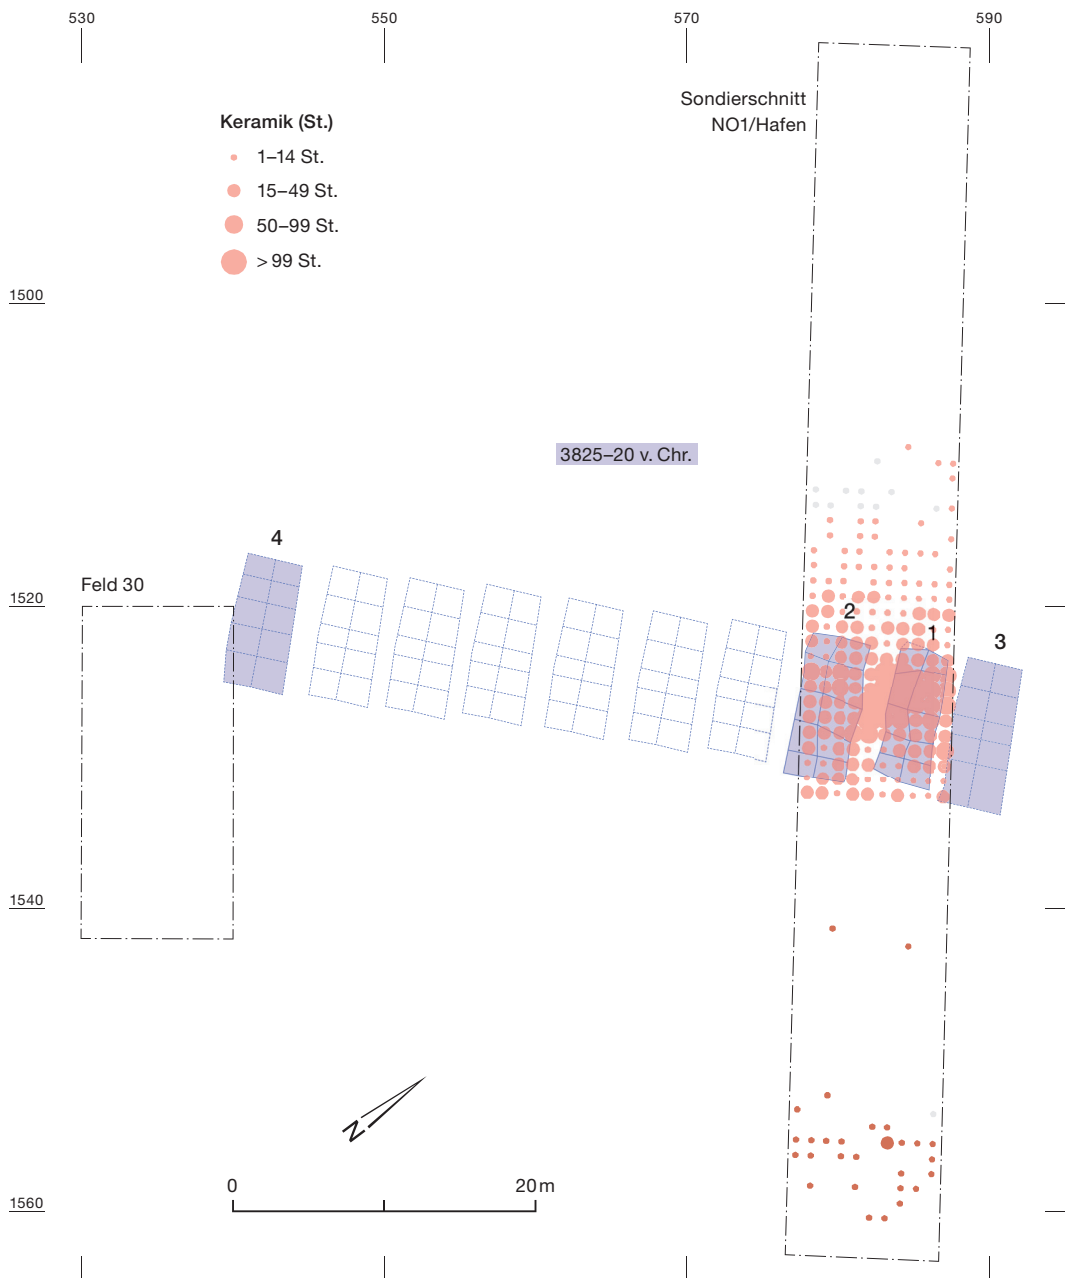 530
550
570
590
Sondierschnitt
NO1/Hafen
Keramik (St.)
1–14 St.
15–49 St.
50–99 St.
> 99 St.
1500
3825–20 v. Chr.
4
Feld 30
1520
2
1
3
1540
N
0
20 m
1560